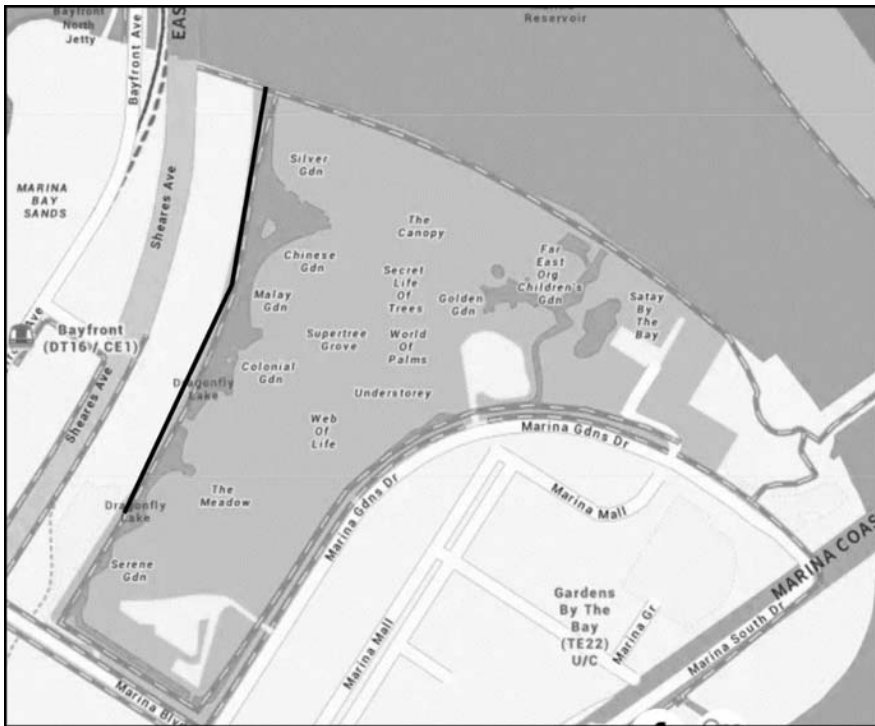 Bayfront
North
Jetty
Bayfront Ave
EAS
Reservoir
Sheares Ave
MARINA
BAY
SANDS
Silver
Gdn
The
Canopy
Chinese
Gdn
Far
East
Org
Children's
Gdn
Secret
Life
Of
Trees
Malay
Gdn
Golden
Gdn
Satay
By
The
Bay
Bayfront
(DT16 / CE1)
Supertree
Grove
World
Of
Palms
Colonial
Gdn
Dragonfly
Lake
Understorey
Sheares Ave
Web
Of
Life
Marina Gdns Dr
The
Meadow
Marina Gdns Dr
Marina Mall
Dragonfly
Lake
Serene
Gdn
MARINA COAS
Gardens
By The
Bay
(TE22)
U/C
Marina Gr
Marina South Dr
Marina Mall
Marina Blv